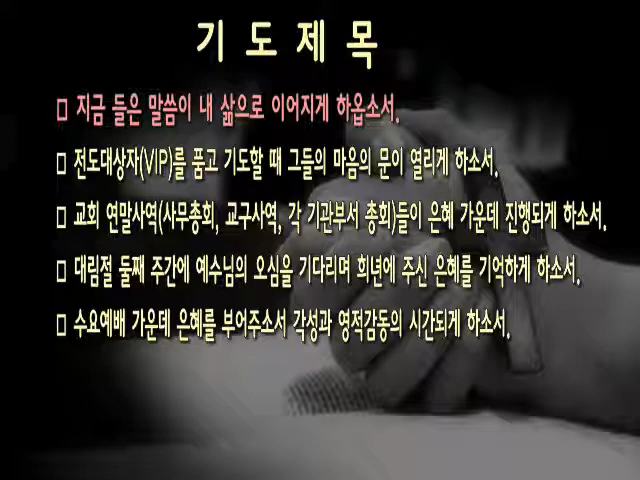 기 도 제 목
□ 지금 들은 말씀이 내 삶으로 이어지게 하옵소서.
□ 전도대상자(VIP)를 품고 기도할 때 그들의 마음의 문이 열리게 하소서.
□ 교회 연말사역(사무총회, 교구사역, 각 기관부서 총회)들이 은혜 가운데 진행되게 하소서.
□ 대림절 둘째 주간에 예수님의 오심을 기다리며 희년에 주신 은혜를 기억하게 하소서.
□ 수요예배 가운데 은혜를 부어주소서 각성과 영적감동의 시간되게 하소서.